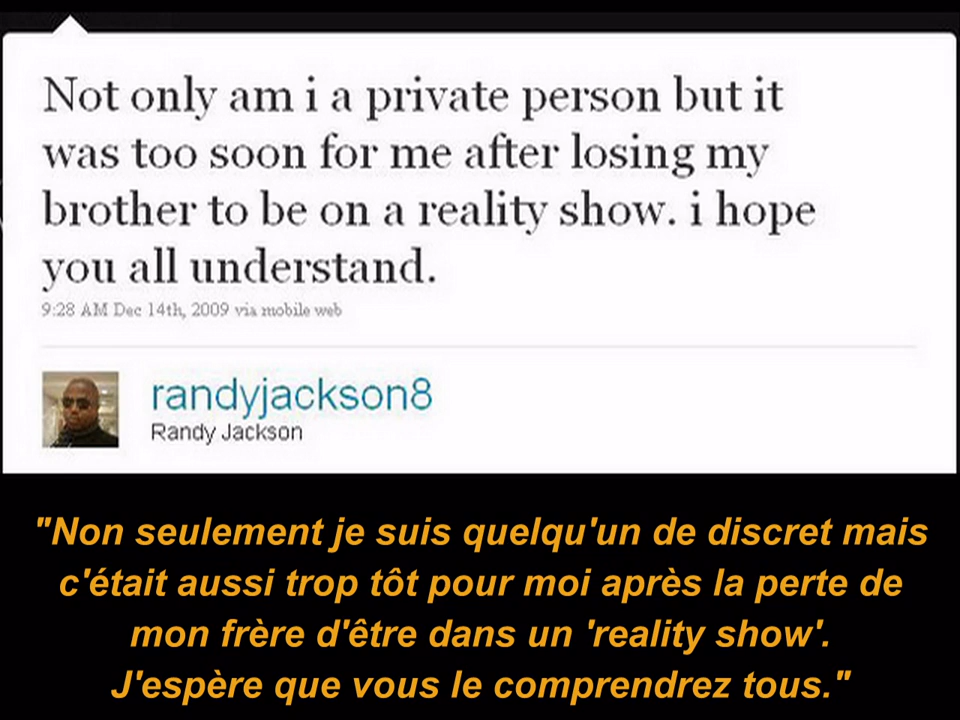 Not only am i a private person but it
was too soon for me after losing my
brother to be on a reality show. i hope
you all understand.
9:28 AM Dec 14th, 2009 via mobile web
randyjackson8
Randy Jackson
"Non seulement je suis quelqu'un de discret mais
c'était aussi trop tôt pour moi après la perte de
mon frère d'être dans un 'reality show'.
J'espère que vous le comprendrez tous."